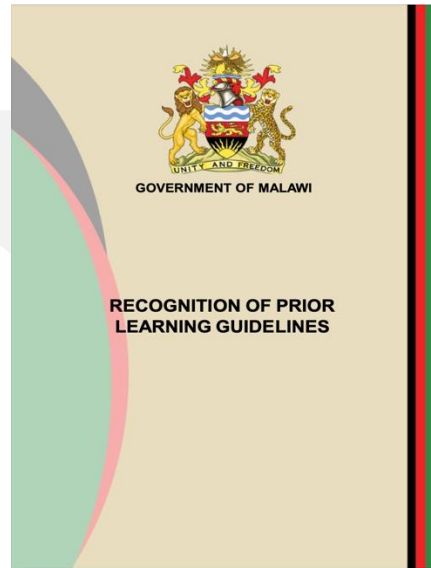 UNITY AND FREEDOM
GOVERNMENT OF MALAWI
RECOGNITION OF PRIOR
LEARNING GUIDELINES